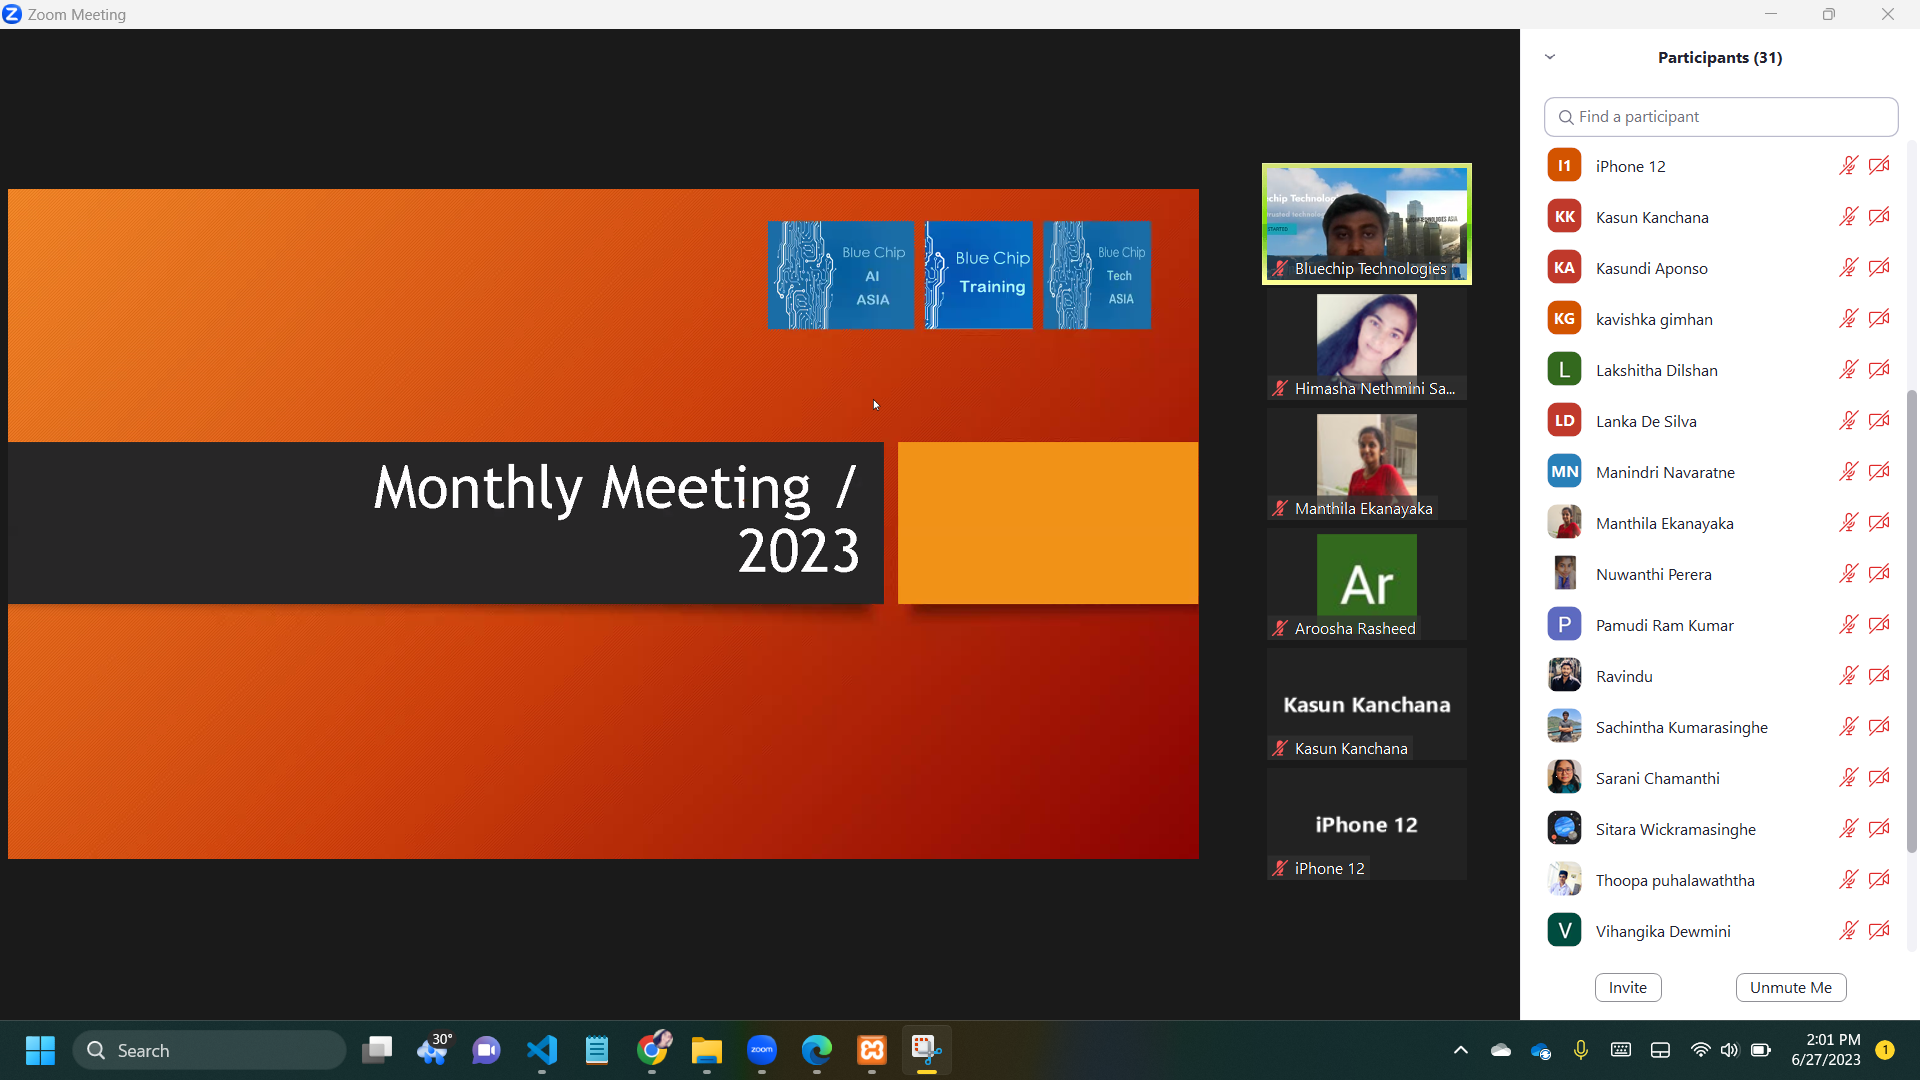 Zoom Meeting
Blue Chip
AI
ASIA
Blue Chip
Training
Blue Chip
Tech
ASIA
Monthly Meeting /
2023
Bluechip Technologies
Himasha Nethmini Sa...
Manthila Ekanayaka
Ar
Aroosha Rasheed
Kasun Kanchana
Kasun Kanchana
iPhone 12
iPhone 12
Participants (31)
Find a participant
I1 iPhone 12
KK Kasun Kanchana
KA Kasundi Aponso
KG kavishka gimhan
L Lakshitha Dilshan
LD Lanka De Silva
MN Manindri Navaratne
Manthila Ekanayaka
Nuwanthi Perera
P Pamudi Ram Kumar
Ravindu
Sachintha Kumarasinghe
Sarani Chamanthi
Sitara Wickramasinghe
Thoopa puhalawaththa
V Vihangika Dewmini
Invite
Unmute Me
Search
30°
zoom
2:01 PM
6/27/2023
1